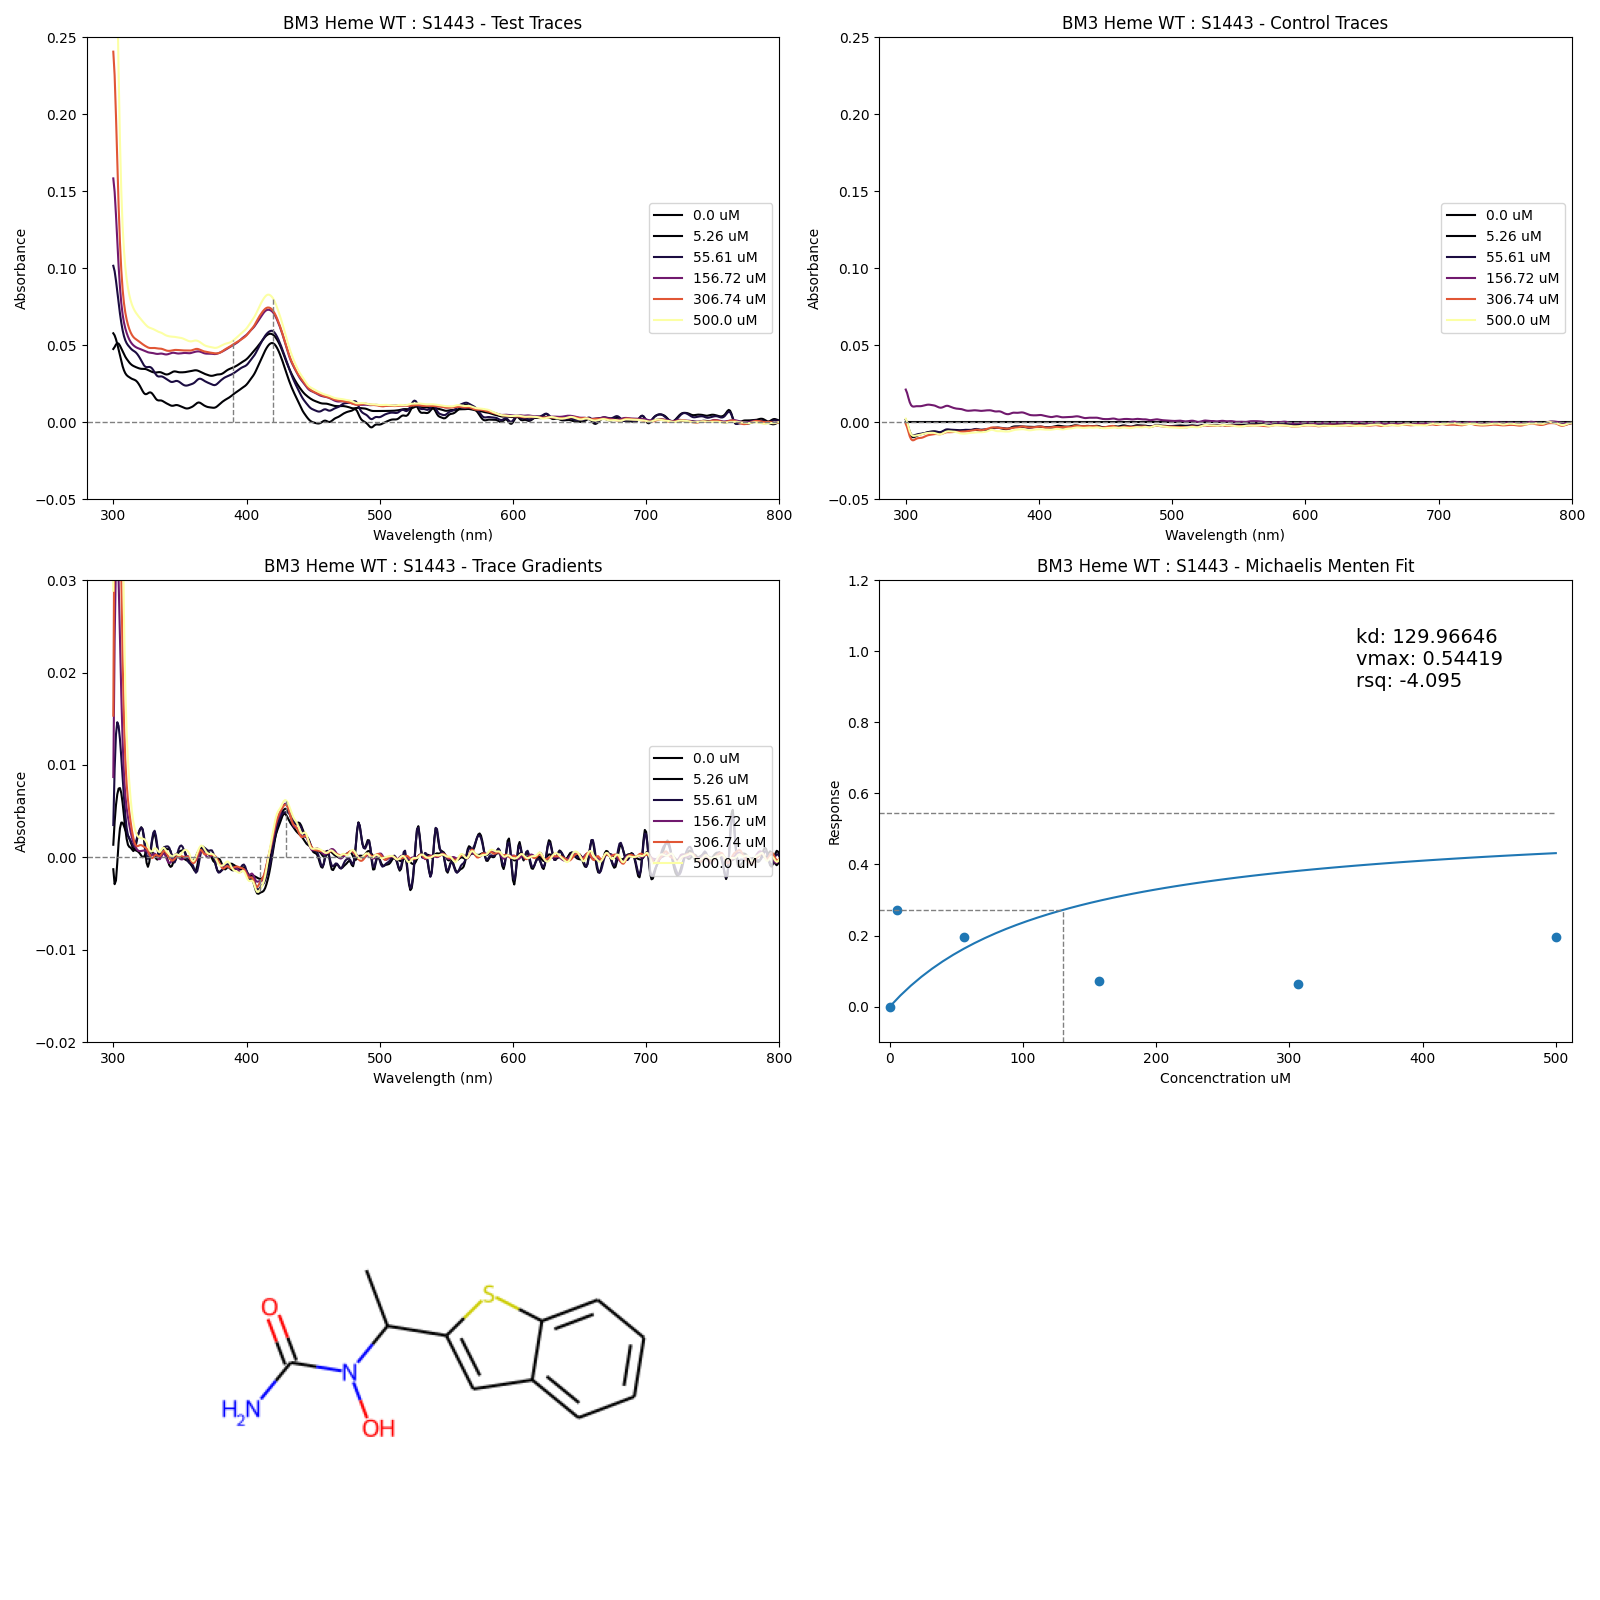 BM3 Heme WT : S1443 - Test Traces
0.25
0.20
0.15
0.10
0.05
0.00
−0.05
Absorbance
300 400 500 600 700 800
Wavelength (nm)
0.0 uM
5.26 uM
55.61 uM
156.72 uM
306.74 uM
500.0 uM
BM3 Heme WT : S1443 - Control Traces
0.25
0.20
0.15
0.10
0.05
0.00
−0.05
Absorbance
300 400 500 600 700 800
Wavelength (nm)
0.0 uM
5.26 uM
55.61 uM
156.72 uM
306.74 uM
500.0 uM
BM3 Heme WT : S1443 - Trace Gradients
0.03
0.02
0.01
0.00
−0.01
−0.02
Absorbance
300 400 500 600 700 800
Wavelength (nm)
0.0 uM
5.26 uM
55.61 uM
156.72 uM
306.74 uM
500.0 uM
BM3 Heme WT : S1443 - Michaelis Menten Fit
1.2
1.0
0.8
0.6
0.4
0.2
0.0
Response
kd: 129.96646
vmax: 0.54419
rsq: -4.095
0 100 200 300 400 500
Concenctration uM
S
O
N
H2N
OH